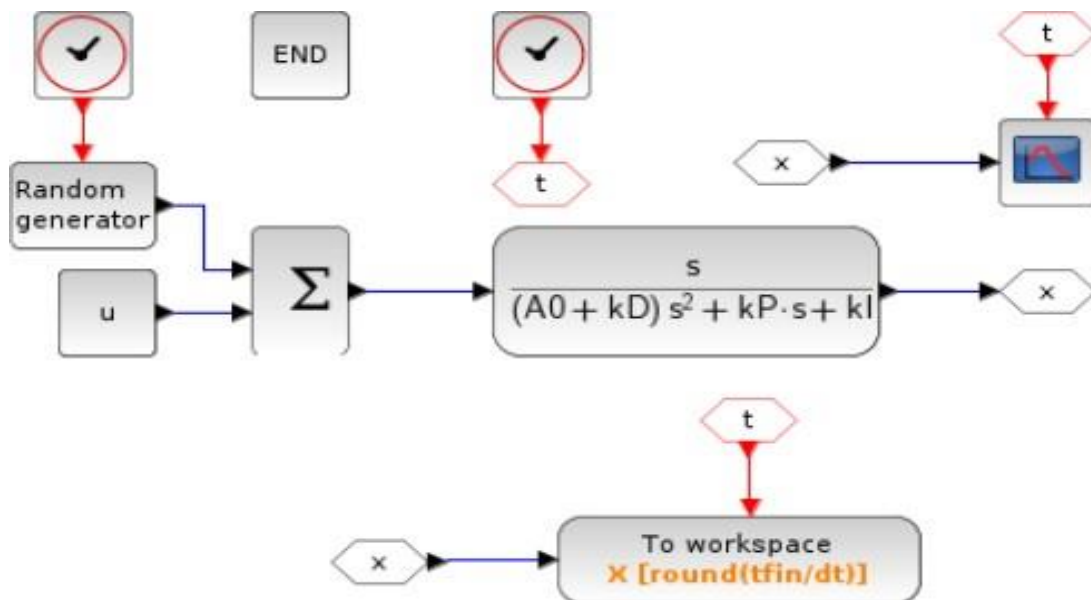 END
t
x
Random
generator
t
u
Σ
s
(A0 + kD) s² + kP·s + kI
x
t
x
To workspace
X [round(tfin/dt)]